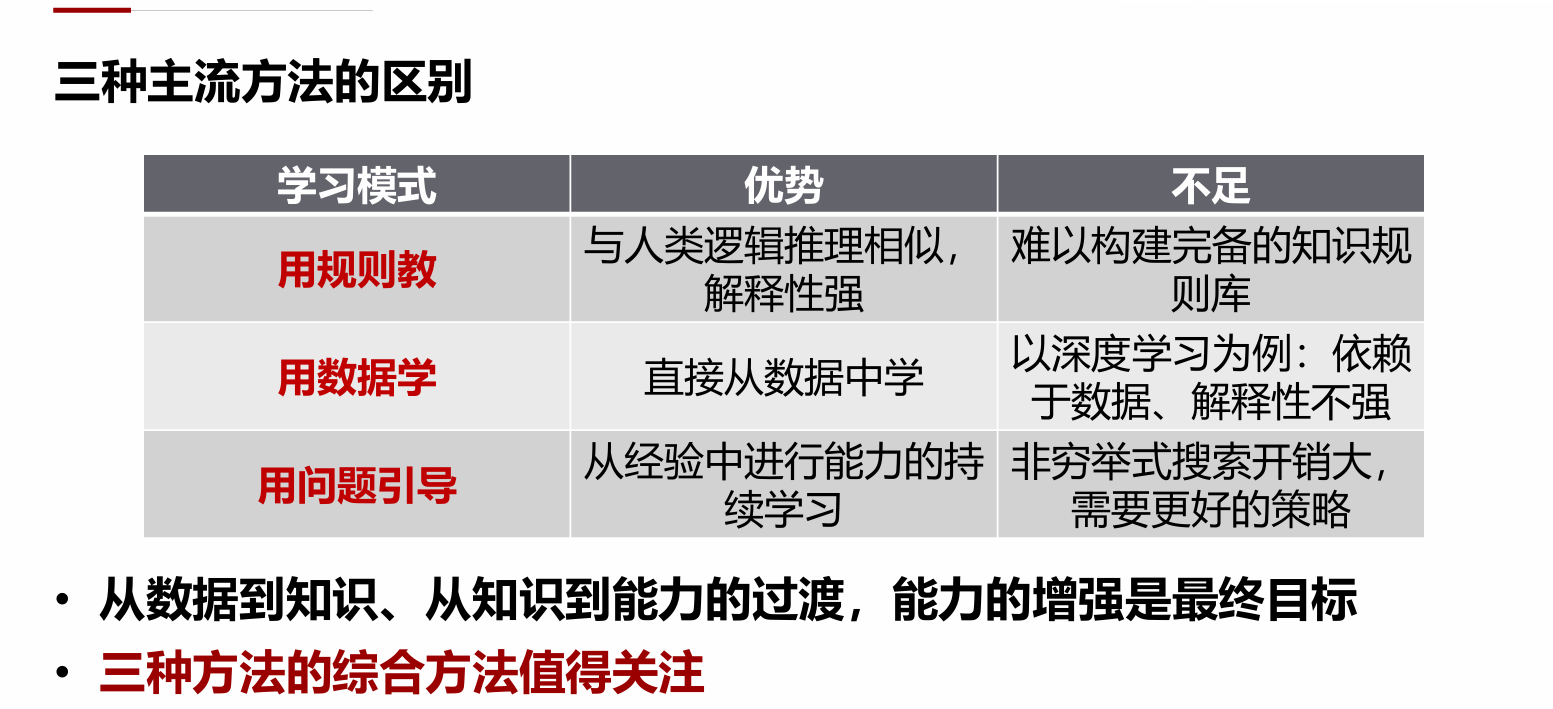 三种主流方法的区别
学习模式 优势 不足
用规则教
与人类逻辑推理相似，
解释性强
难以构建完备的知识规
则库
用数据学
直接从数据中学
以深度学习为例：依赖
于数据、解释性不强
用问题引导
从经验中进行能力的持
续学习
非穷举式搜索开销大，
需要更好的策略
• 从数据到知识、从知识到能力的过渡，能力的增强是最终目标
• 三种方法的综合方法值得关注